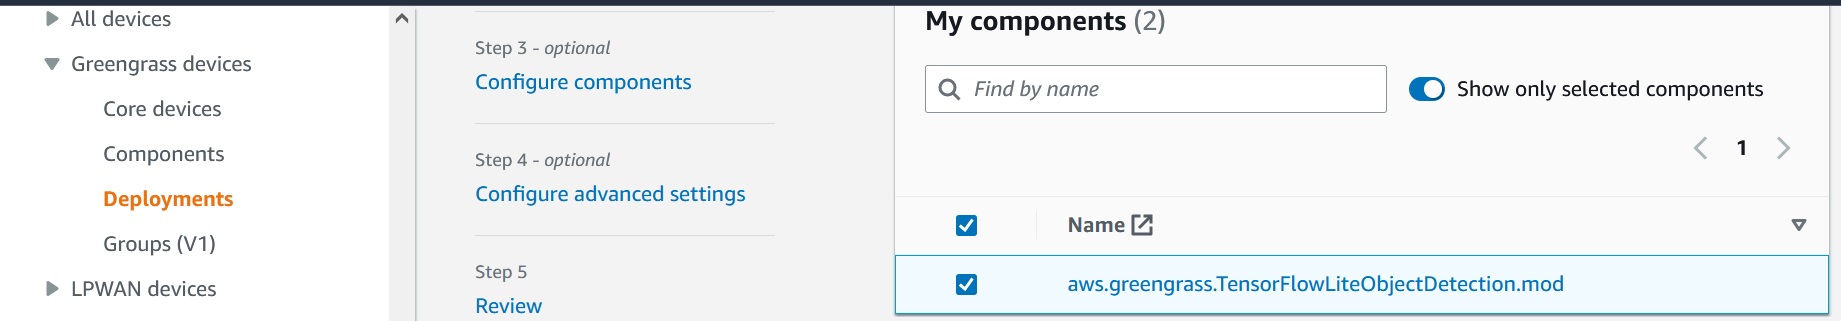 All devices
Greengrass devices
Core devices
Components
Deployments
Groups (V1)
LPWAN devices
Step 3 - optional
Configure components
Step 4 - optional
Configure advanced settings
Step 5
Review
My components (2)
Find by name
Show only selected components
1
Name
aws.greengrass.TensorFlowLiteObjectDetection.mod